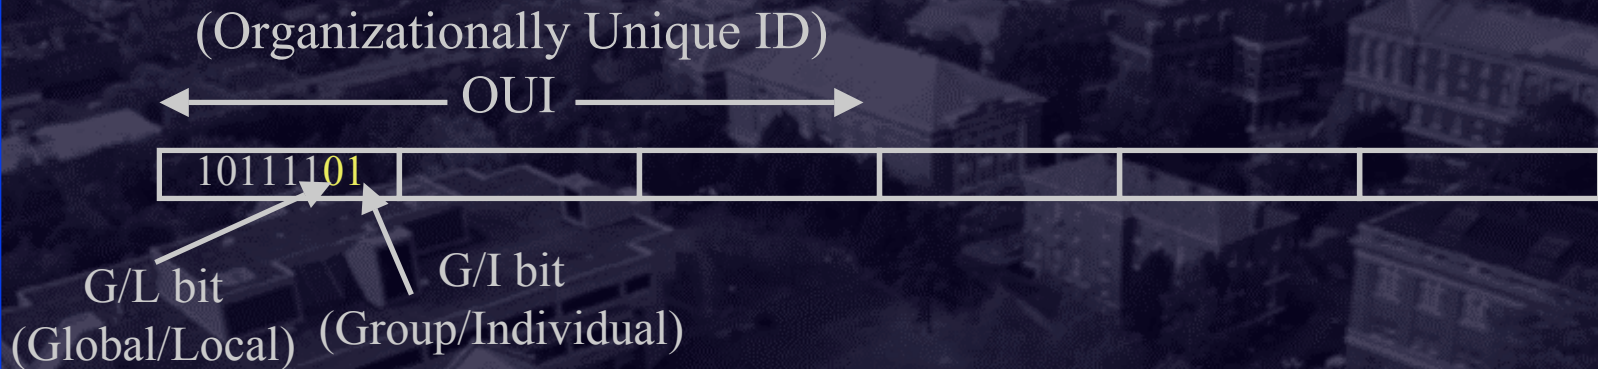 (Organizationally Unique ID)
OUI
10111101
G/L bit
(Global/Local)
G/I bit
(Group/Individual)